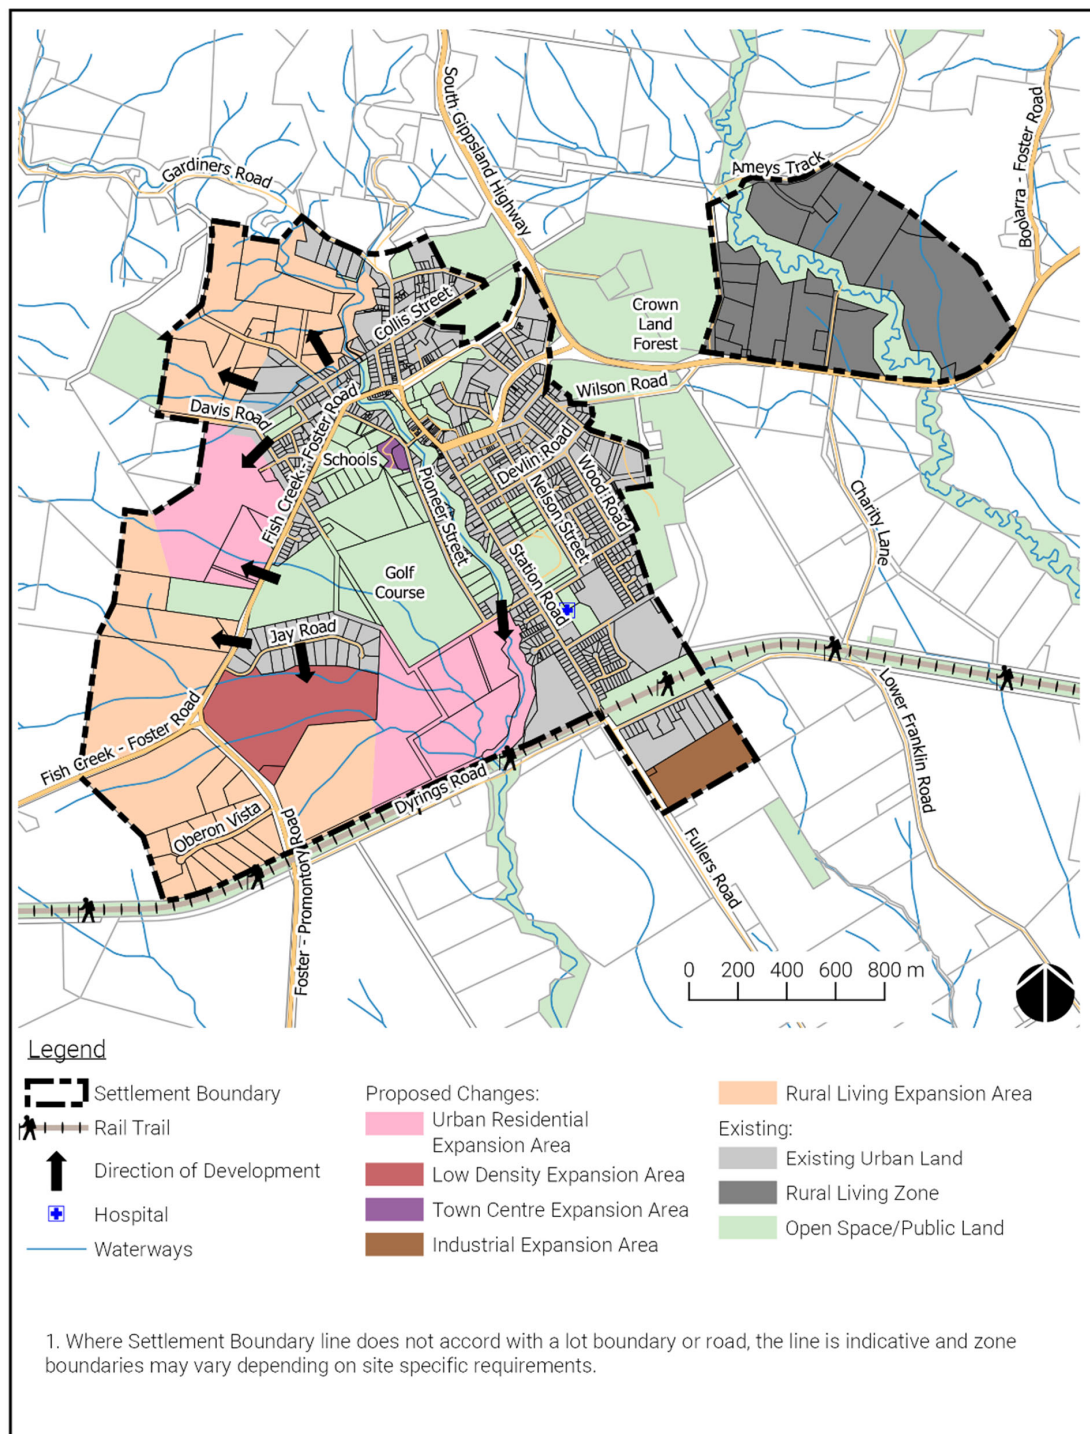 Gardiners Road
South Gippsland Highway
Ameys Track
Boolarra - Foster Road
Collis Street
Crown
Land
Forest
Wilson Road
Davis Road
Fish Creek - Foster Road
Schools
Devlin Road
Wood Road
Nelson Street
Pioneer Street
Station Road
Charity Lane
Golf
Course
Jay Road
Lower Franklin Road
Fish Creek - Foster Road
Dyrings Road
Oberon Vista
Foster - Promontory Road
Fullers Road
0 200 400 600 800 m
Legend
Settlement Boundary
Rail Trail
Direction of Development
Hospital
Waterways
Proposed Changes:
Urban Residential
Expansion Area
Low Density Expansion Area
Town Centre Expansion Area
Industrial Expansion Area
Rural Living Expansion Area
Existing:
Existing Urban Land
Rural Living Zone
Open Space/Public Land
1. Where Settlement Boundary line does not accord with a lot boundary or road, the line is indicative and zone
boundaries may vary depending on site specific requirements.